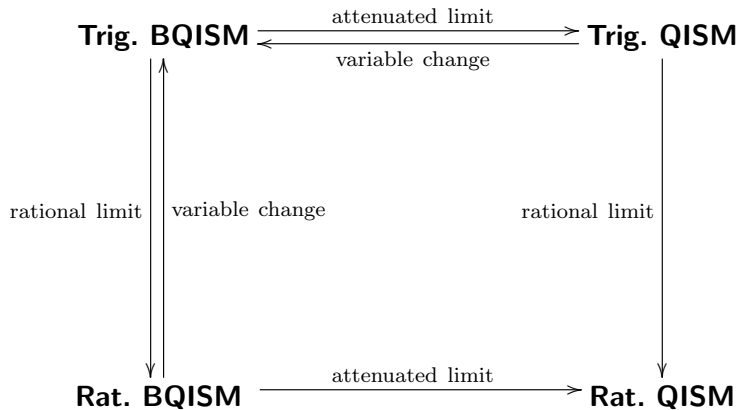 attenuated limit
Trig. BQISM
Trig. QISM
variable change
rational limit
variable change
rational limit
attenuated limit
Rat. BQISM
Rat. QISM